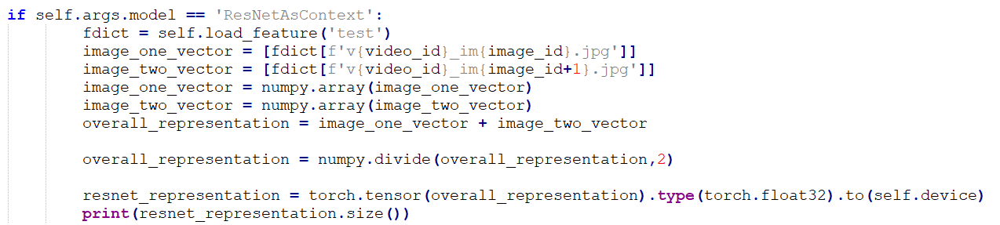 if self.args.model == 'ResNetAsContext':
        fdict = self.load_feature('test')
        image_one_vector = [fdict[f'v{video_id}_im{image_id}.jpg']]
        image_two_vector = [fdict[f'v{video_id}_im{image_id+1}.jpg']]
        image_one_vector = numpy.array(image_one_vector)
        image_two_vector = numpy.array(image_two_vector)
        overall_representation = image_one_vector + image_two_vector

        overall_representation = numpy.divide(overall_representation,2)

        resnet_representation = torch.tensor(overall_representation).type(torch.float32).to(self.device)
        print(resnet_representation.size())